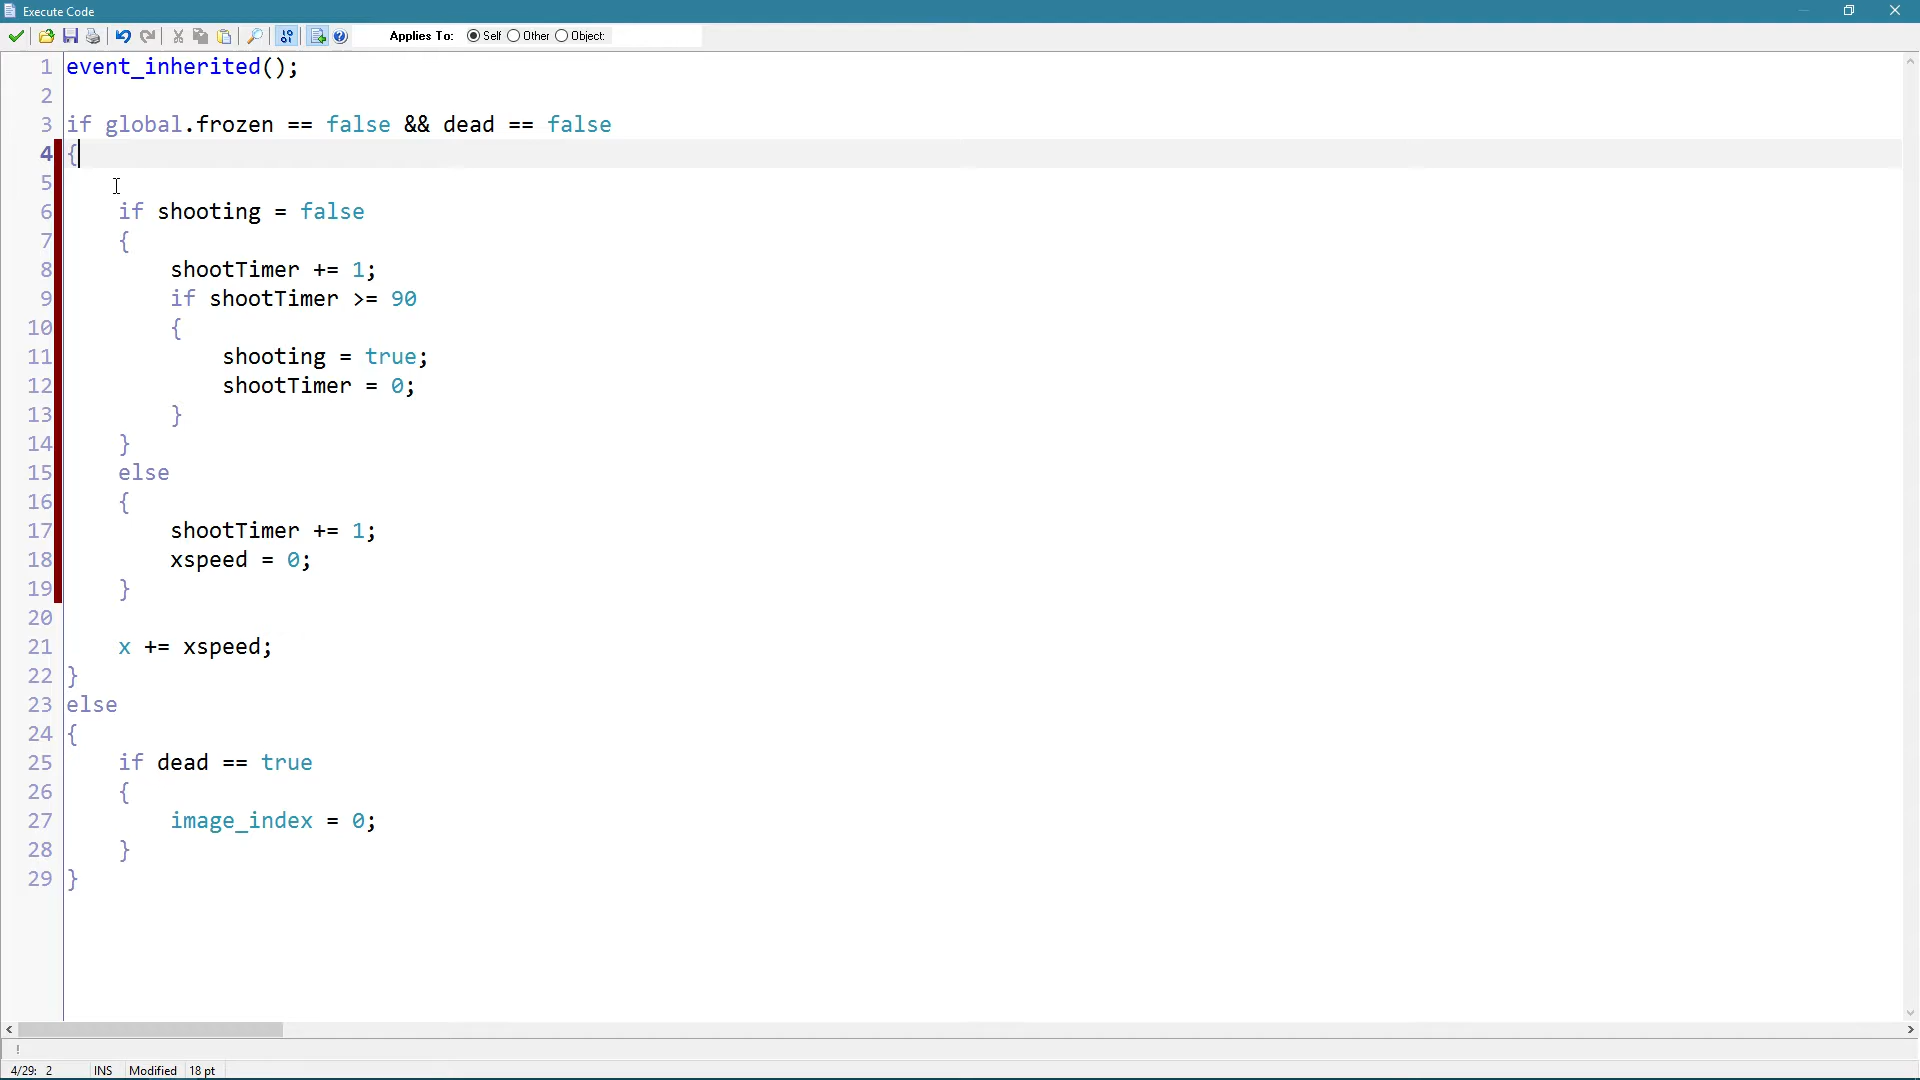 Execute Code
Applies To: Self Other Object:
1 event_inherited();
2
3 if global.frozen == false && dead == false
4 {
5
6 if shooting = false
7 {
8 shootTimer += 1;
9 if shootTimer >= 90
10 {
11 shooting = true;
12 shootTimer = 0;
13 }
14 }
15 else
16 {
17 shootTimer += 1;
18 xspeed = 0;
19 }
20
21 x += xspeed;
22 }
23 else
24 {
25 if dead == true
26 {
27 image_index = 0;
28 }
29 }
!
4/29: 2 INS Modified 18 pt